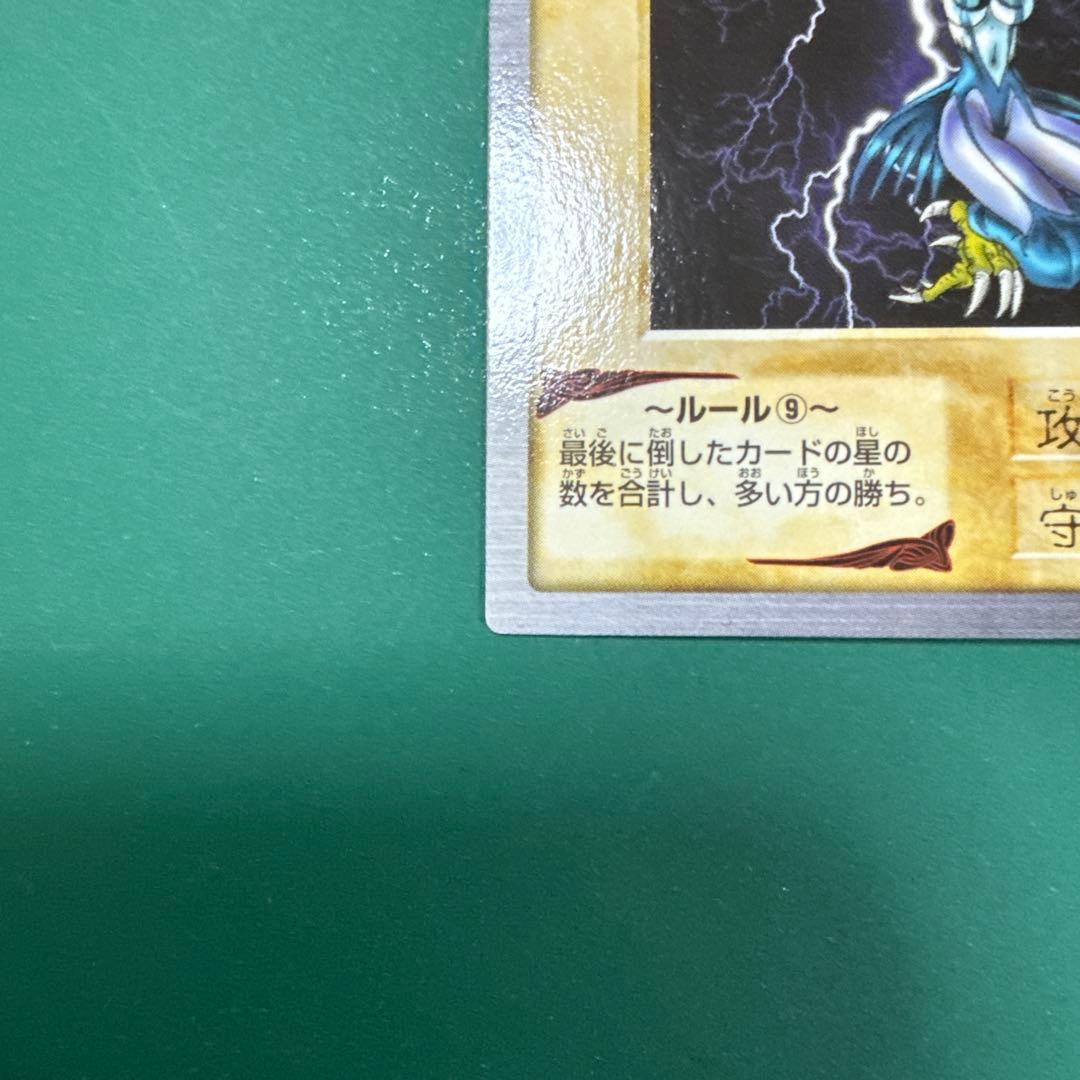 ～ルール⑨～
最後に倒したカードの星の
数を合計し、多い方の勝ち。
攻
守